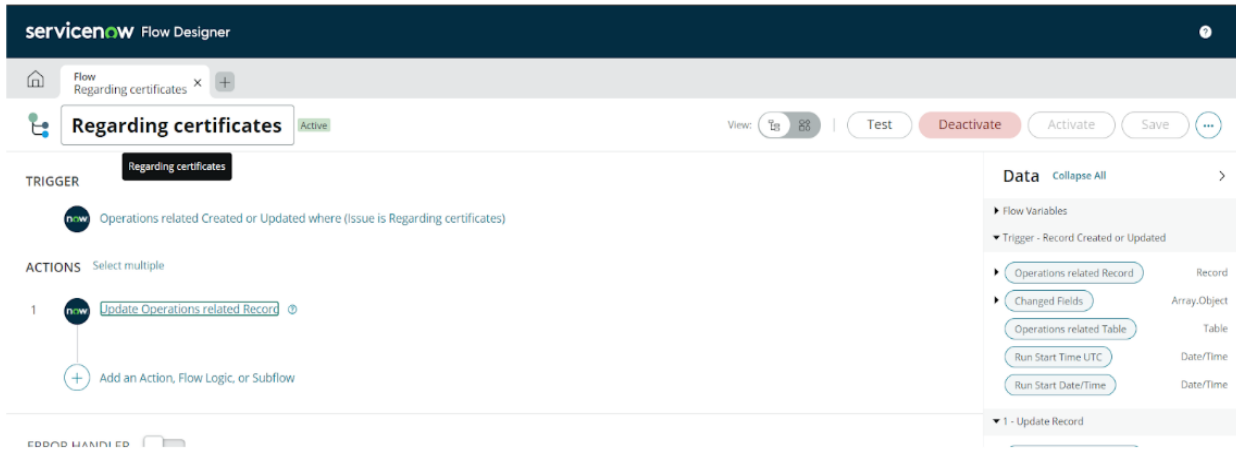 servicenow Flow Designer
?
Flow
Regarding certificates × +
Regarding certificates Active
View: Test Deactivate Activate Save ...
Regarding certificates
TRIGGER
now Operations related Created or Updated where (Issue is Regarding certificates)
ACTIONS Select multiple
1 now Update Operations related Record ?
+ Add an Action, Flow Logic, or Subflow
ERROR HANDLER
Data Collapse All >
Flow Variables
Trigger - Record Created or Updated
Operations related Record Record
Changed Fields Array.Object
Operations related Table Table
Run Start Time UTC Date/Time
Run Start Date/Time Date/Time
1 - Update Record